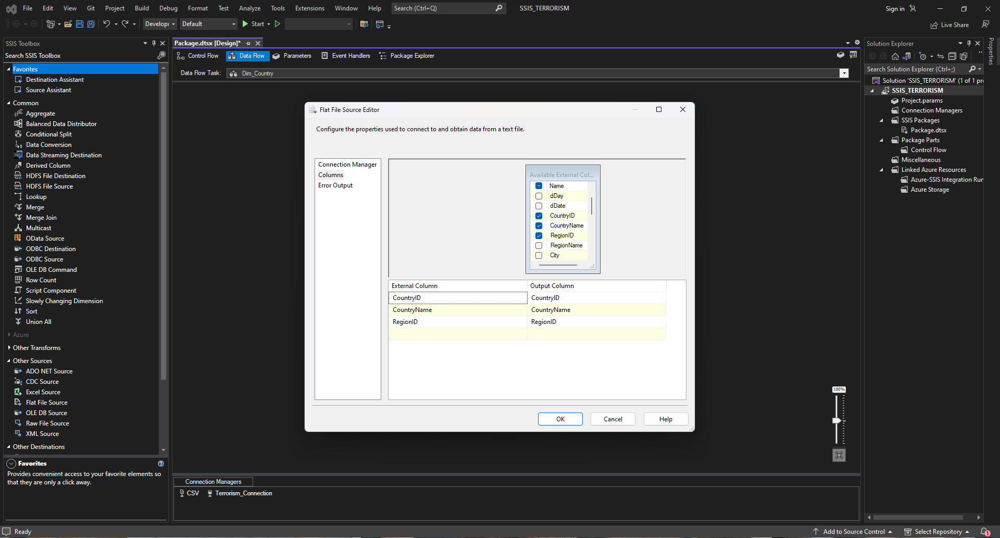 File Edit View Git Project Build Debug Format Test Analyze Tools Extensions Window Help Search (Ctrl+Q) SSIS_TERRORISM Sign in
Develop Default Start Live Share
SSIS Toolbox
Search SSIS Toolbox
Favorites
Destination Assistant
Source Assistant
Common
Aggregate
Balanced Data Distributor
Conditional Split
Data Conversion
Data Streaming Destination
Derived Column
HDFS File Destination
HDFS File Source
Lookup
Merge
Merge Join
Multicast
OData Source
ODBC Destination
ODBC Source
OLE DB Command
Row Count
Script Component
Slowly Changing Dimension
Sort
Union All
Azure
Other Transforms
Other Sources
ADO NET Source
CDC Source
Excel Source
Flat File Source
OLE DB Source
Raw File Source
XML Source
Other Destinations
Favorites
Provides convenient access to your favorite elements so
that they are only a click away.
Package.dtsx [Design]*
Control Flow Data Flow Parameters Event Handlers Package Explorer
Data Flow Task: Dim_Country
Flat File Source Editor
Configure the properties used to connect to and obtain data from a text file.
Connection Manager
Columns
Error Output
Available External Col...
Name
dDay
dDate
CountryID
CountryName
RegionID
RegionName
City
External Column Output Column
CountryID CountryID
CountryName CountryName
RegionID RegionID
OK Cancel Help
100%
Connection Managers
CSV Terrorism_Connection
Solution Explorer
Search Solution Explorer (Ctrl+;)
Solution 'SSIS_TERRORISM' (1 of 1 pr
SSIS_TERRORISM
Project.params
Connection Managers
SSIS Packages
Package.dtsx
Package Parts
Control Flow
Miscellaneous
Linked Azure Resources
Azure-SSIS Integration Run
Azure Storage
Properties
Ready Add to Source Control Select Repository 1